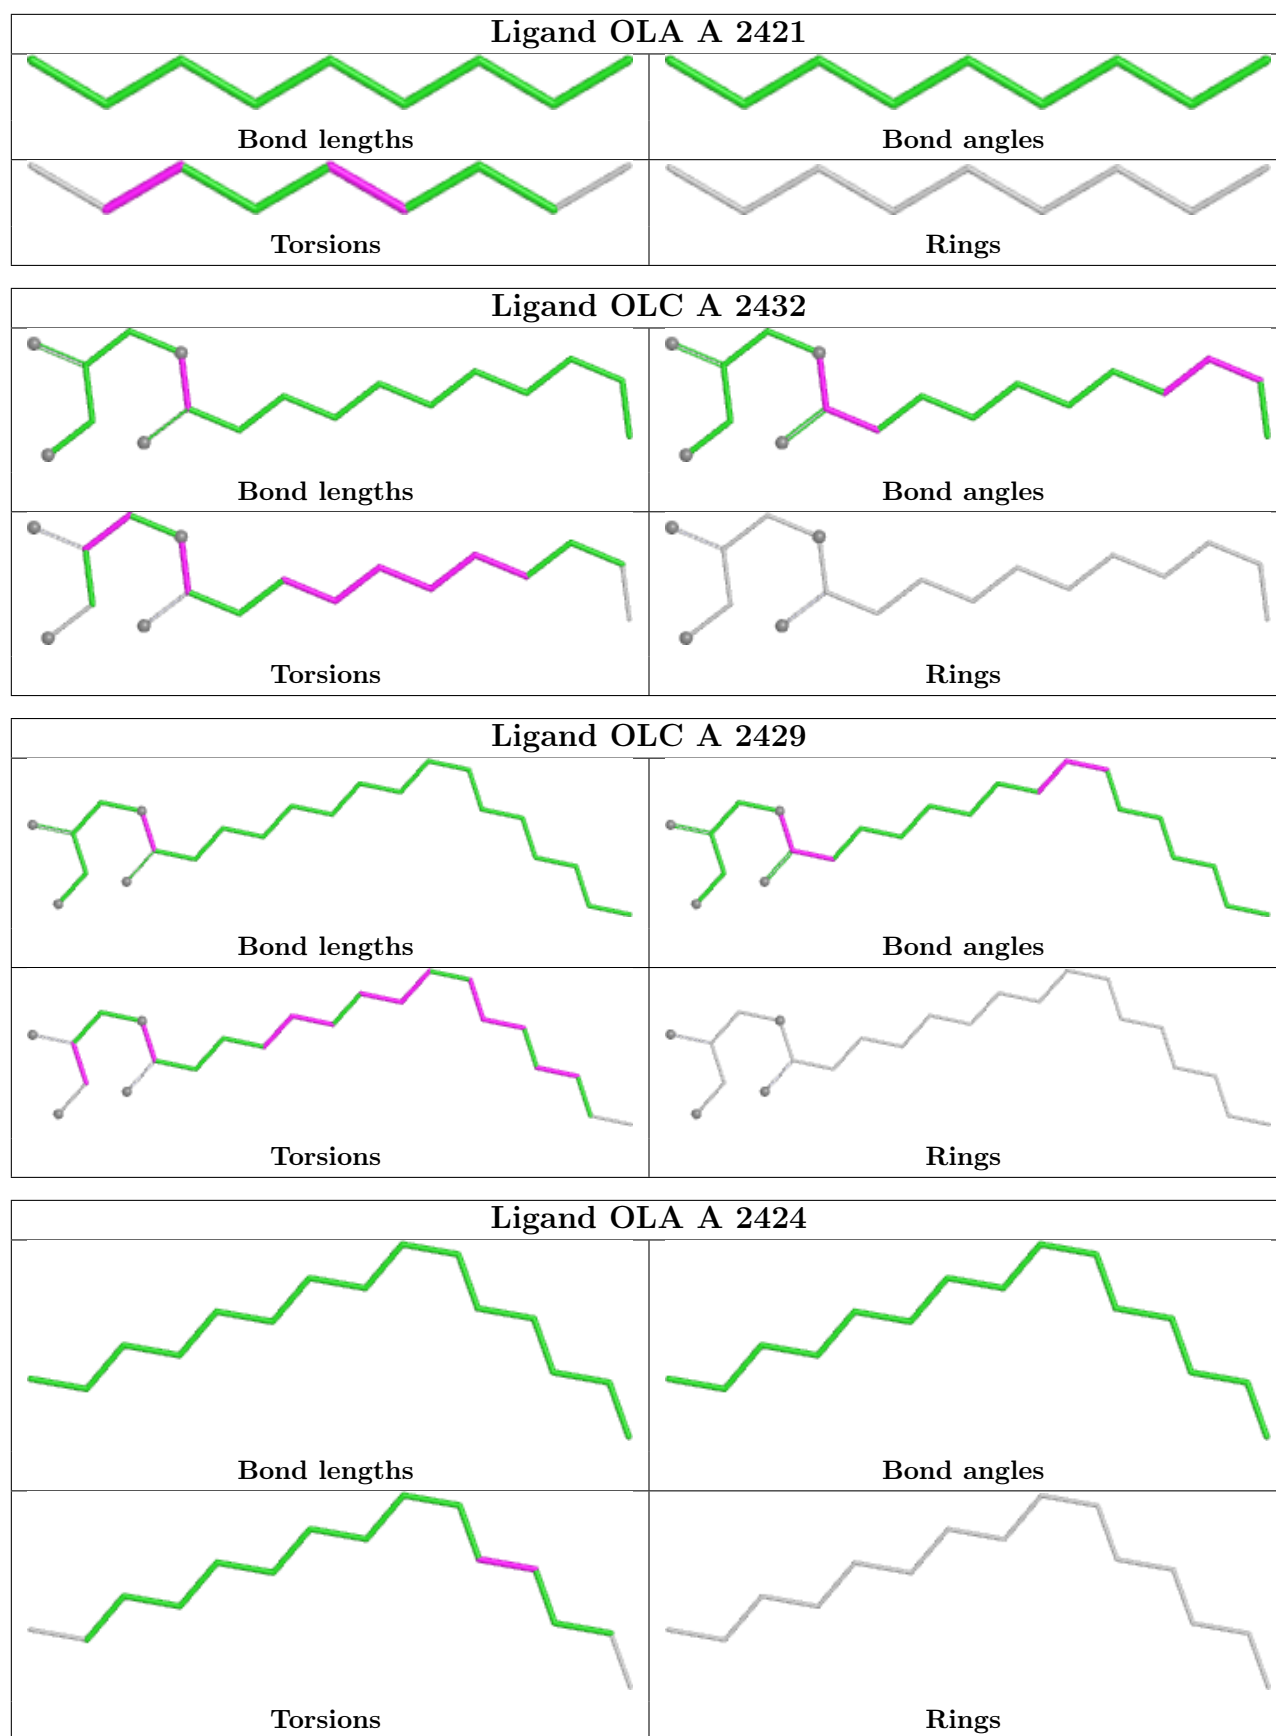 Ligand OLA A 2421
Bond lengths
Bond angles
Torsions
Rings
Ligand OLC A 2432
Bond lengths
Bond angles
Torsions
Rings
Ligand OLC A 2429
Bond lengths
Bond angles
Torsions
Rings
Ligand OLA A 2424
Bond lengths
Bond angles
Torsions
Rings